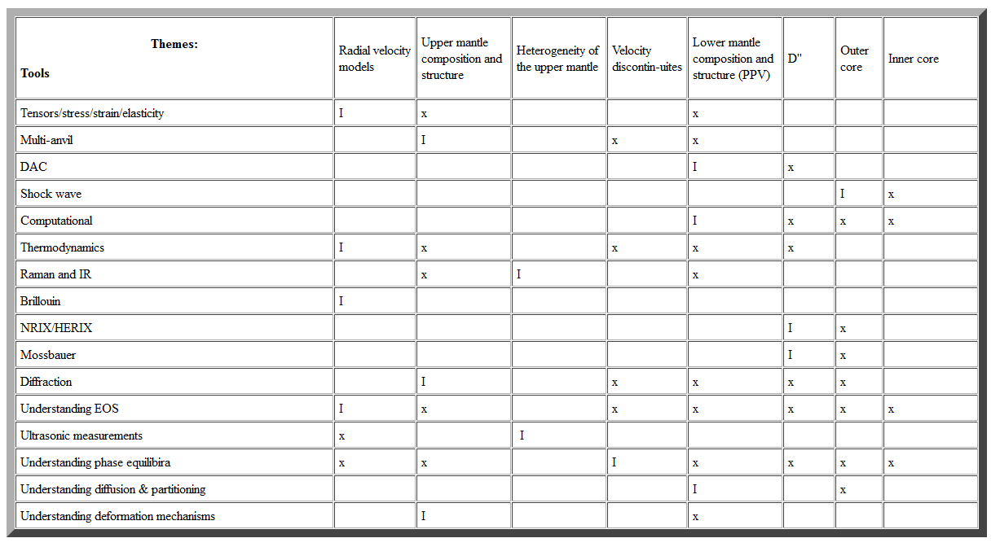 Themes:
Tools
Radial velocity
models
Upper mantle
composition and
structure
Heterogeneity of
the upper mantle
Velocity
discontin-uites
Lower mantle
composition and
structure (PPV)
D"
Outer
core
Inner core
Tensors/stress/strain/elasticity I x x
Multi-anvil I x x
DAC I x
Shock wave I x
Computational I x x x
Thermodynamics I x x x x
Raman and IR x I x
Brillouin I
NRIX/HERIX I x
Mossbauer I x
Diffraction I x x x x
Understanding EOS I x x x x x x
Ultrasonic measurements x I
Understanding phase equilibira x x I x x x x
Understanding diffusion & partitioning I x
Understanding deformation mechanisms I x